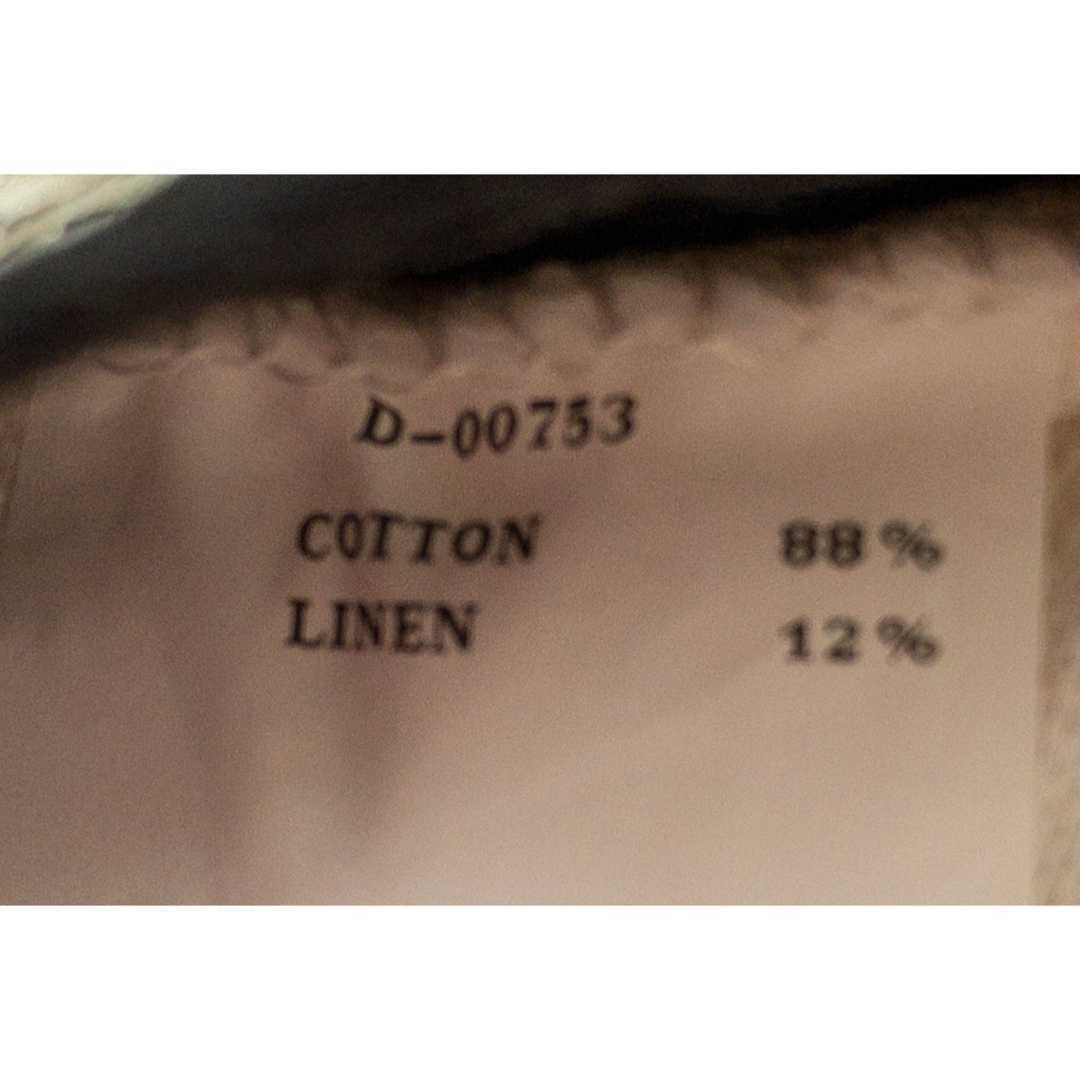 D-00753
COTTON 88%
LINEN 12%